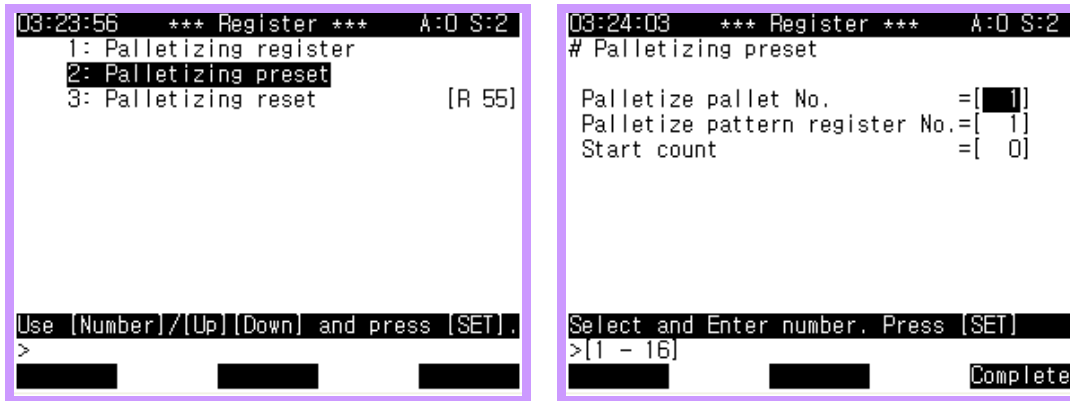 03:23:56 *** Register *** A:0 S:2
1: Palletizing register
2: Palletizing preset
3: Palletizing reset [R 55]
Use [Number]/[Up][Down] and press [SET].
>
03:24:03 *** Register *** A:0 S:2
# Palletizing preset
Palletize pallet No. =[ 1]
Palletize pattern register No.=[ 1]
Start count =[ 0]
Select and Enter number. Press [SET]
>[1 - 16]
Complete